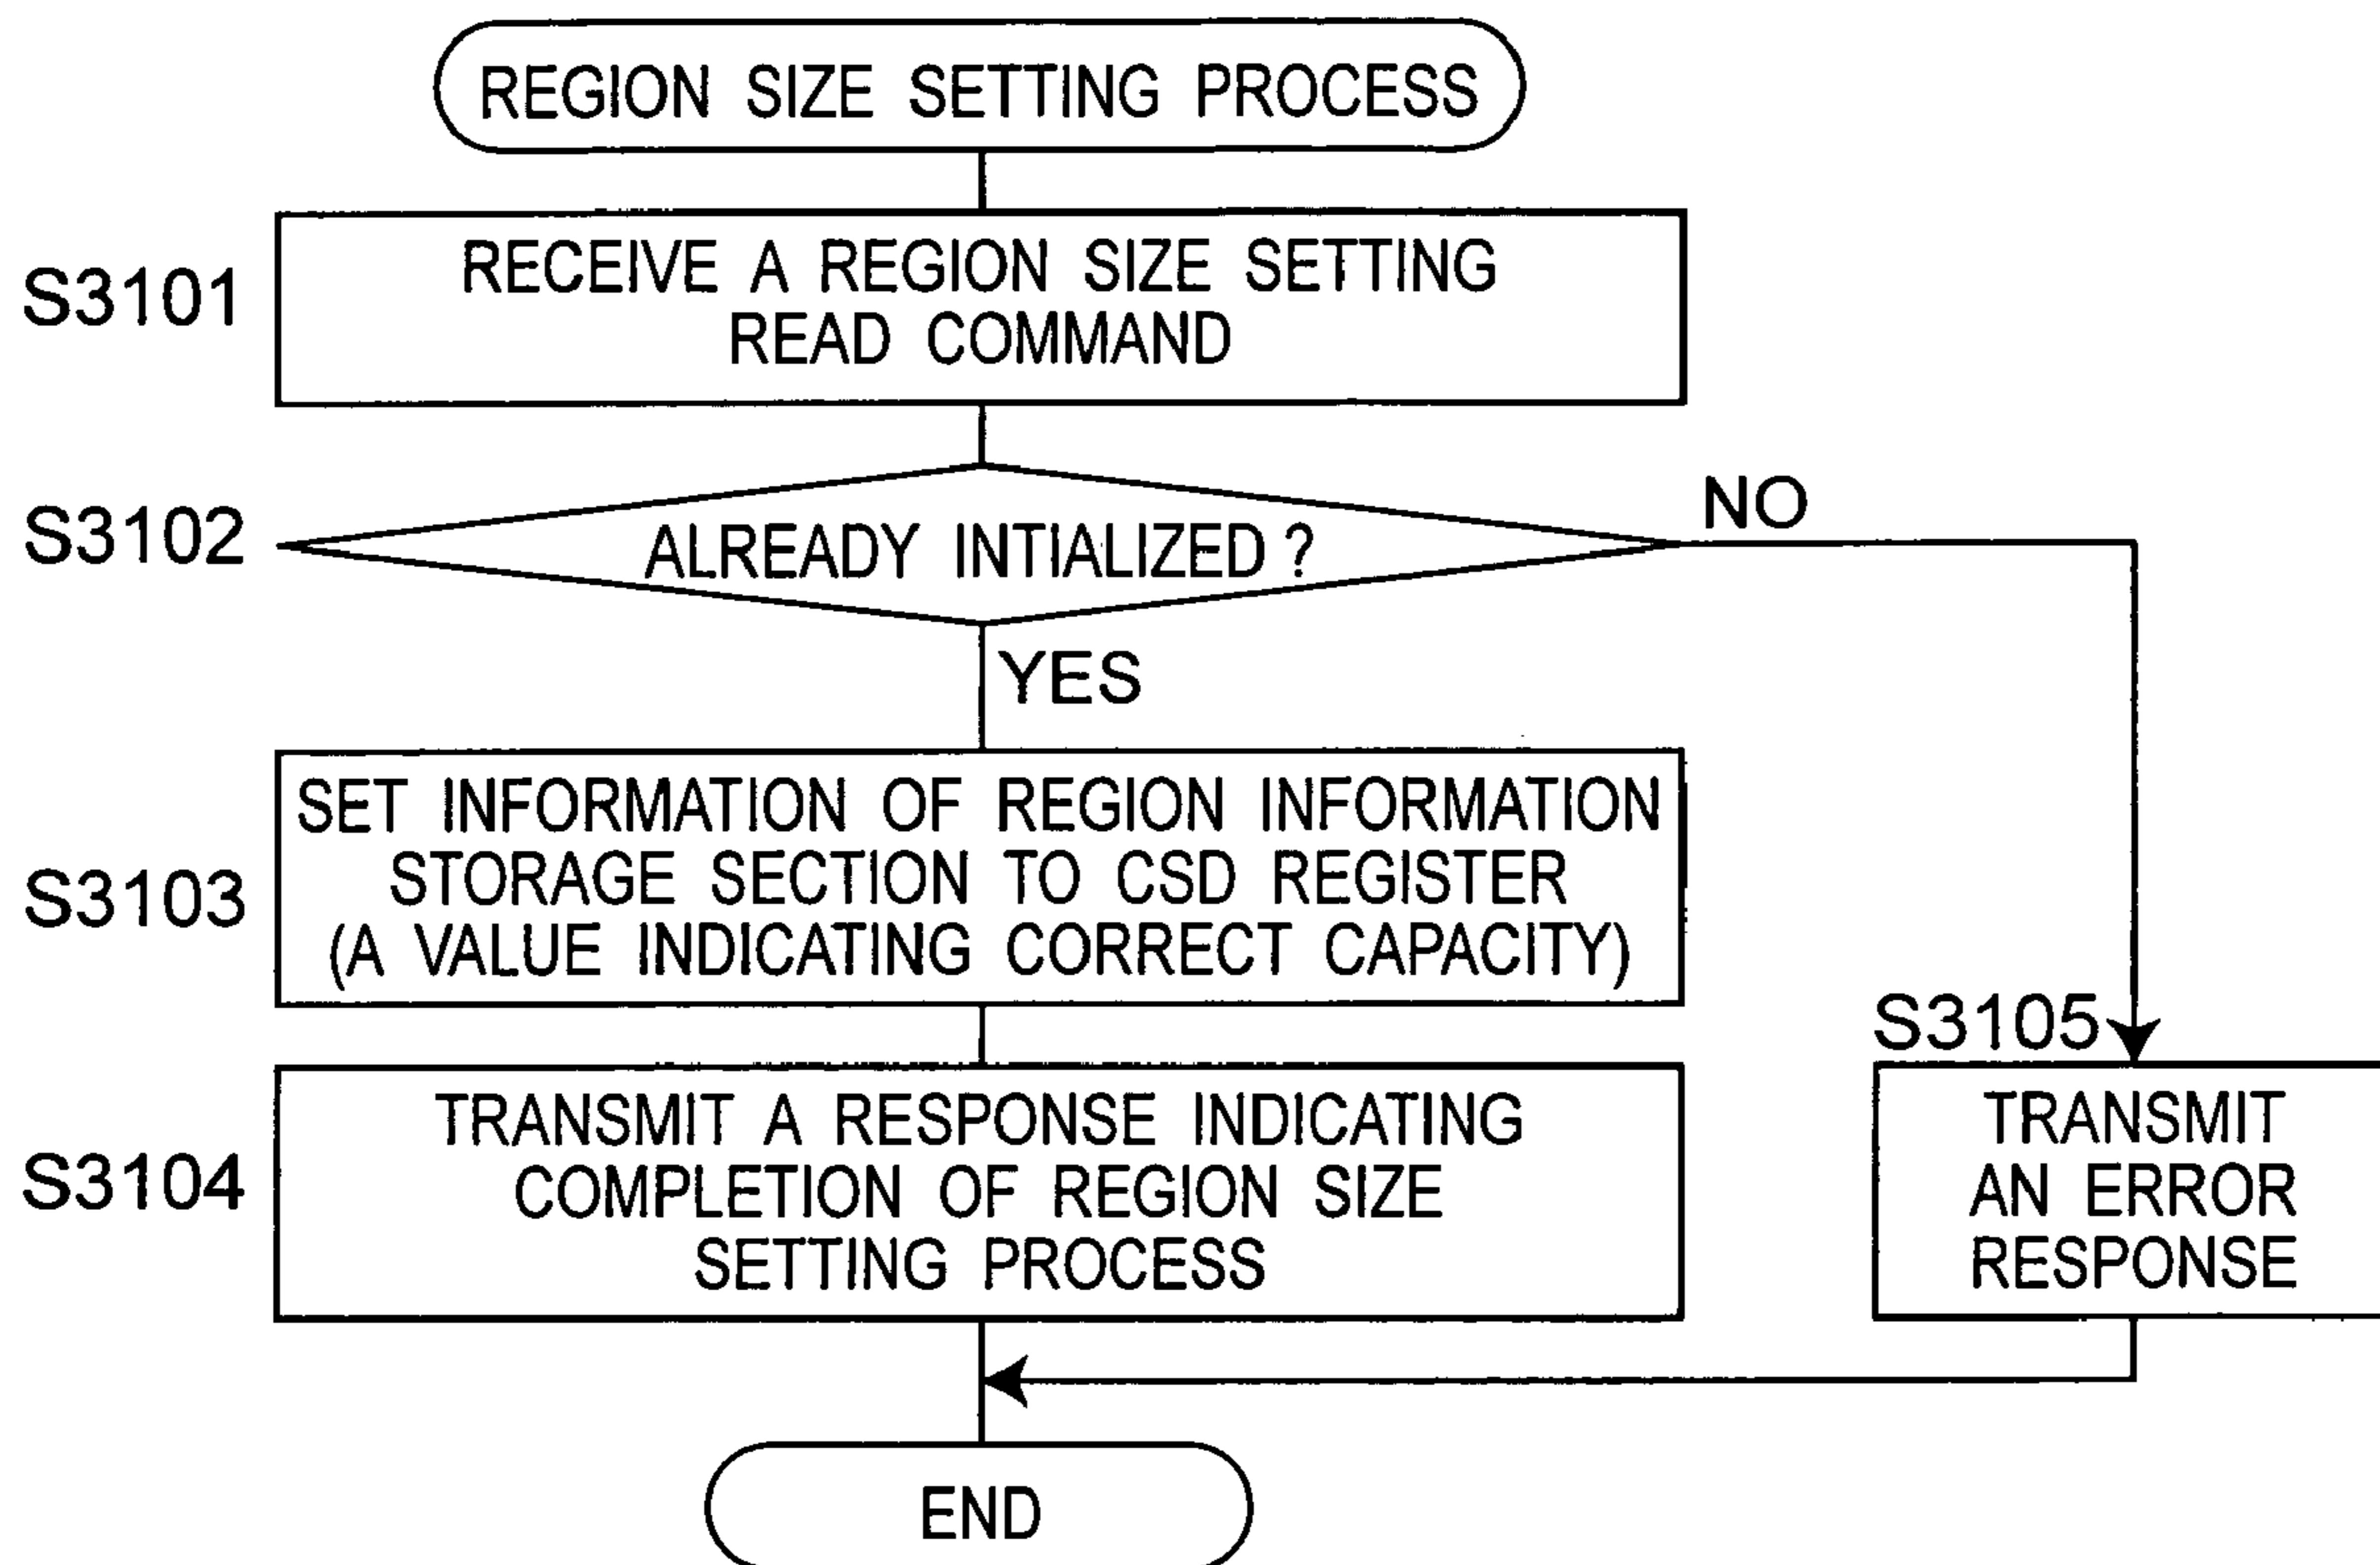 REGION SIZE SETTING PROCESS
S3101
RECEIVE A REGION SIZE SETTING
READ COMMAND
S3102
ALREADY INTIALIZED ?
NO
YES
S3103
SET INFORMATION OF REGION INFORMATION
STORAGE SECTION TO CSD REGISTER
(A VALUE INDICATING CORRECT CAPACITY)
S3104
TRANSMIT A RESPONSE INDICATING
COMPLETION OF REGION SIZE
SETTING PROCESS
S3105
TRANSMIT
AN ERROR
RESPONSE
END